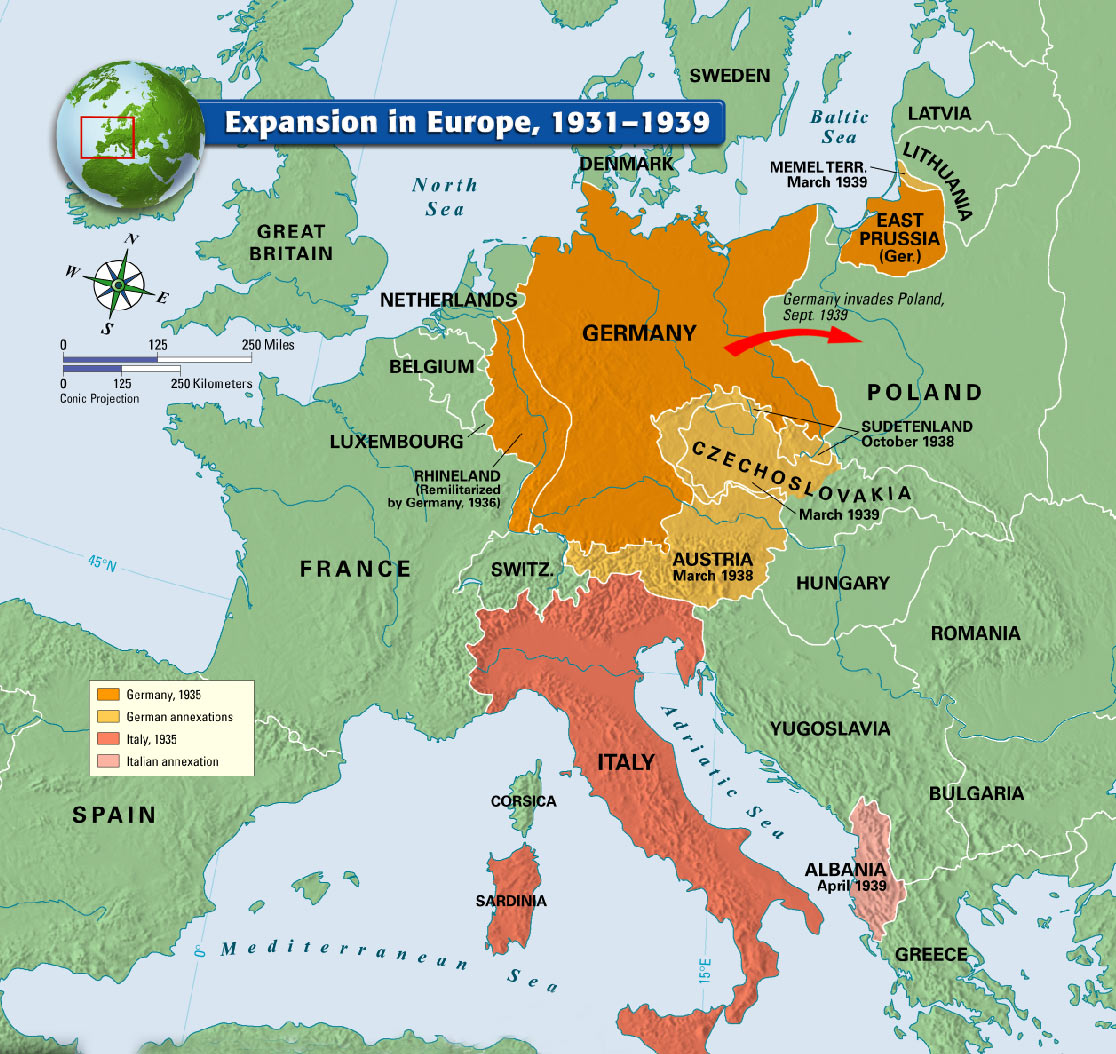 Expansion in Europe, 1931–1939
SWEDEN
LATVIA
Baltic
Sea
LITHUANIA
DENMARK
MEMEL TERR.
March 1939
North
Sea
EAST
PRUSSIA
(Ger.)
GREAT
BRITAIN
N
W
E
S
NETHERLANDS
Germany invades Poland,
Sept. 1939
GERMANY
0 125 250 Miles
0 125 250 Kilometers
Conic Projection
BELGIUM
POLAND
SUDETENLAND
October 1938
LUXEMBOURG
RHINELAND
(Remiliterized
by Germany, 1936)
CZECHOSLOVAKIA
March 1939
45°N
FRANCE
SWITZ.
AUSTRIA
March 1938
HUNGARY
ROMANIA
Germany, 1935
German annexations
Italy, 1935
Italian annexation
Adriatic Sea
YUGOSLAVIA
ITALY
SPAIN
CORSICA
BULGARIA
ALBANIA
April 1939
SARDINIA
0°
Mediterranean Sea
15°E
GREECE